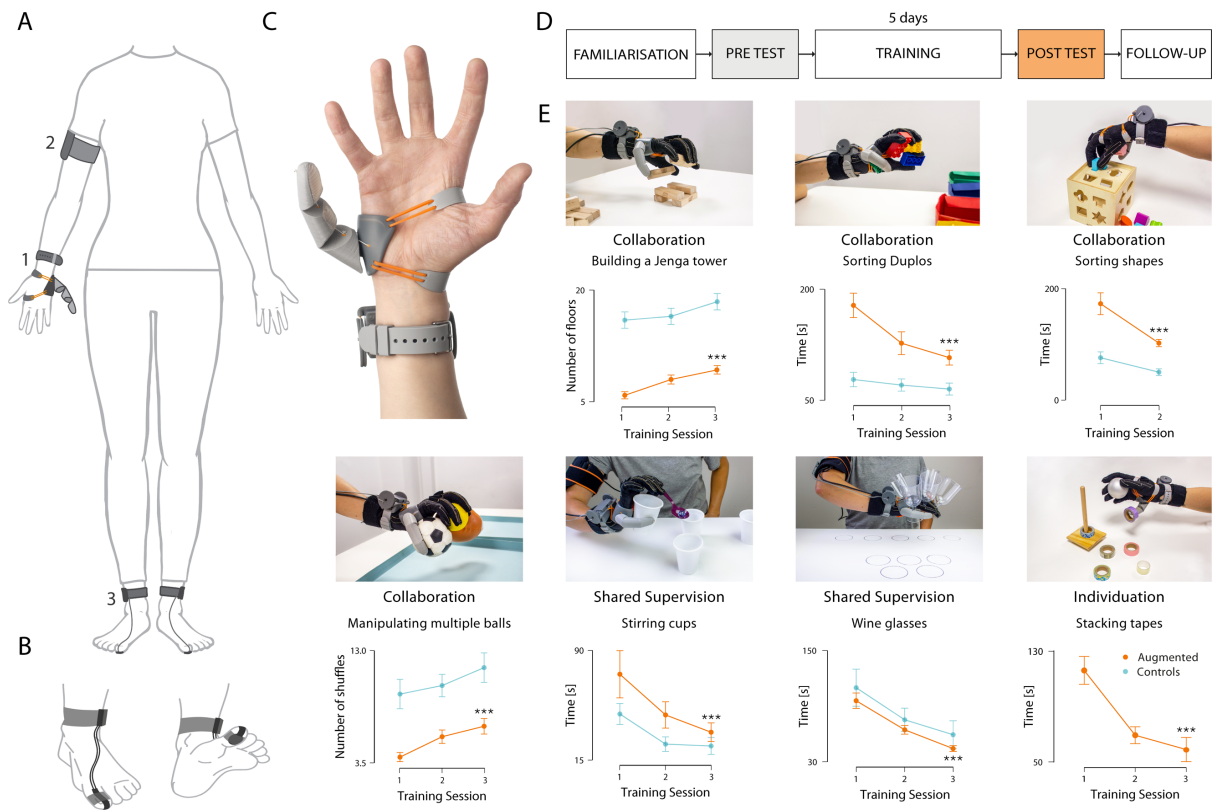 A
2
1
3
B
C
D
5 days
FAMILIARISATION
PRE TEST
TRAINING
POST TEST
FOLLOW-UP
E
Collaboration
Building a Jenga tower
Number of floors
20
5
***
1 2 3
Training Session
Collaboration
Sorting Duplos
Time [s]
200
50
***
1 2 3
Training Session
Collaboration
Sorting shapes
Time [s]
200
0
***
1 2
Training Session
Collaboration
Manipulating multiple balls
Number of shuffles
13.0
3.5
***
1 2 3
Training Session
Shared Supervision
Stirring cups
Time [s]
90
15
***
1 2 3
Training Session
Shared Supervision
Wine glasses
Time [s]
150
30
***
1 2 3
Training Session
Individuation
Stacking tapes
Time [s]
130
50
Augmented
Controls
***
1 2 3
Training Session